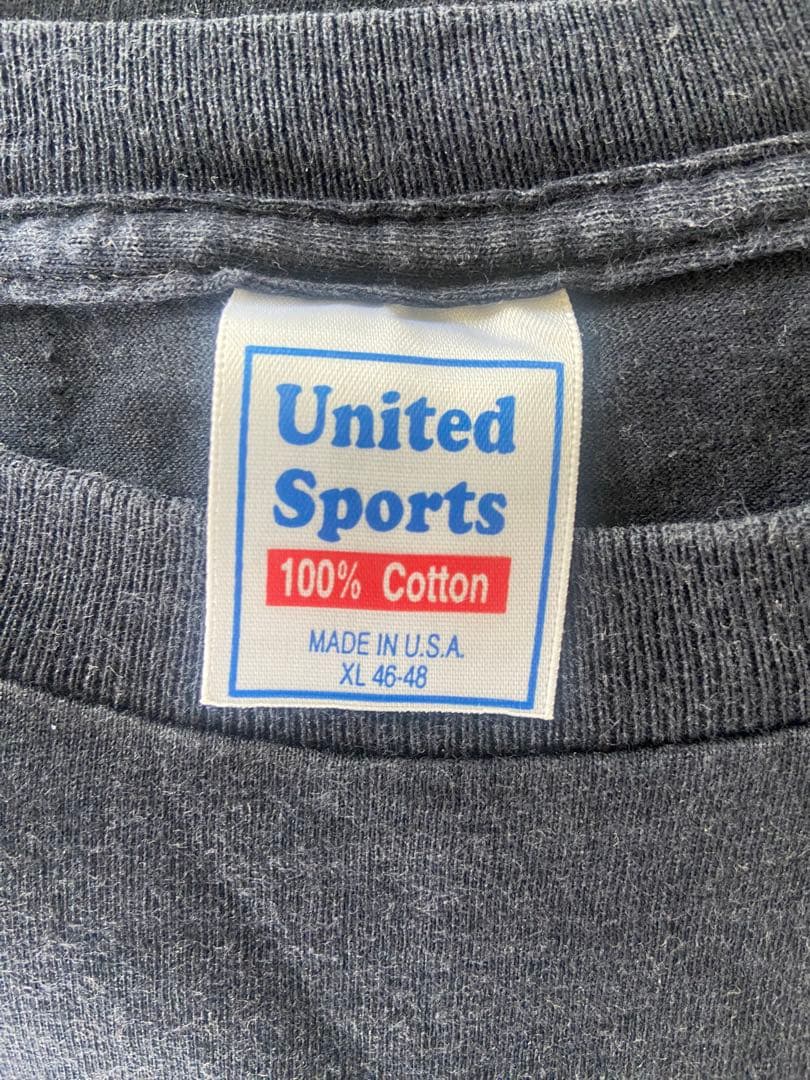 United
Sports
100% Cotton
MADE IN U.S.A.
XL 46-48